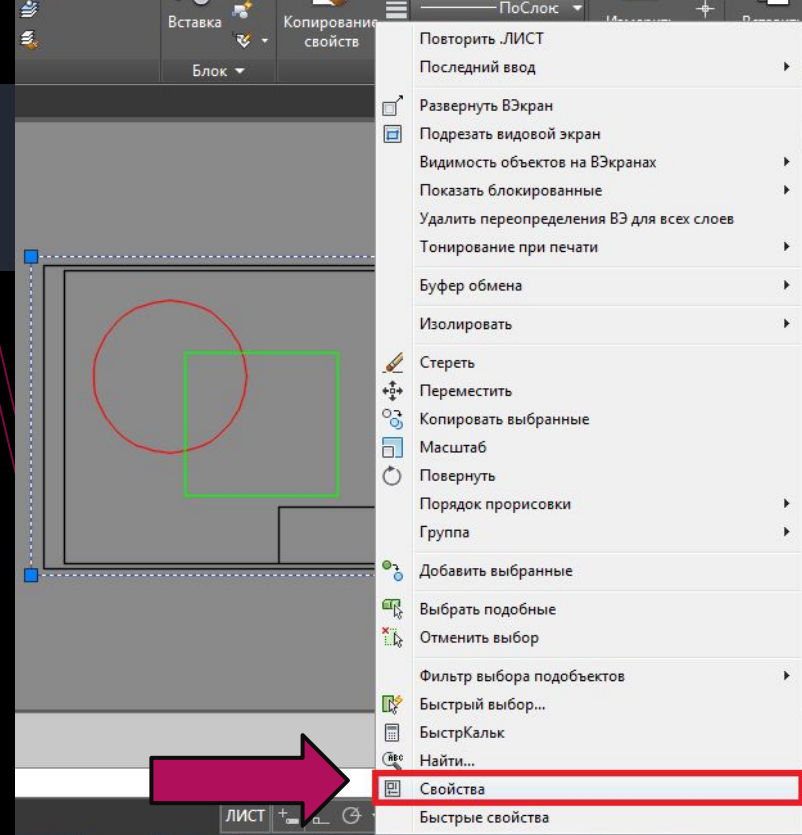 Вставка
Копирование
свойств
Блок
ПоСлою
Повторить .ЛИСТ
Последний ввод
Развернуть ВЭкран
Подрезать видовой экран
Видимость объектов на ВЭкранах
Показать блокированные
Удалить переопределения ВЭ для всех слоев
Тонирование при печати
Буфер обмена
Изолировать
Стереть
Переместить
Копировать выбранные
Масштаб
Повернуть
Порядок прорисовки
Группа
Добавить выбранные
Выбрать подобные
Отменить выбор
Фильтр выбора подобъектов
Быстрый выбор...
БыстрКальк
Найти...
Свойства
Быстрые свойства
ЛИСТ